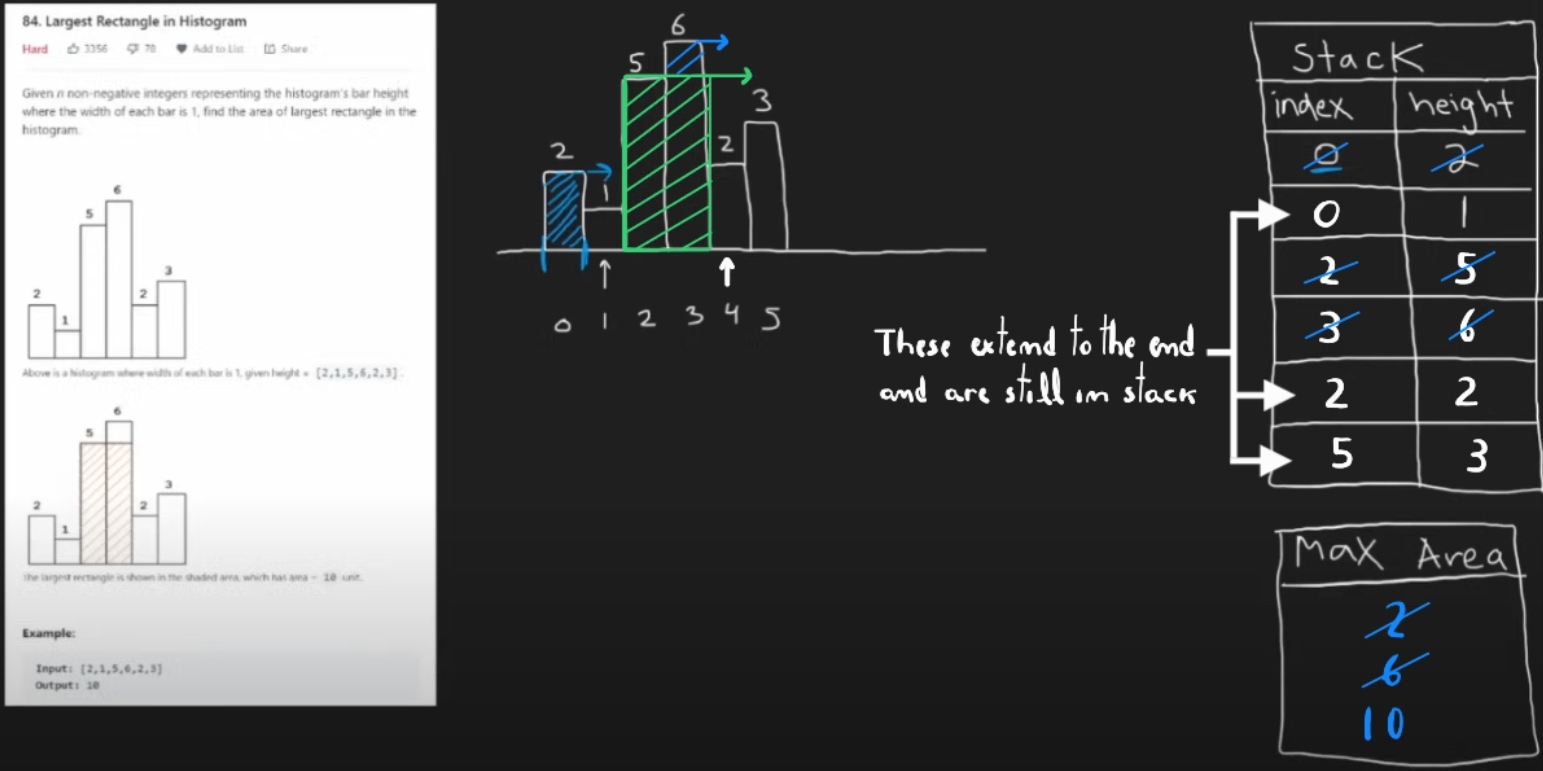 84. Largest Rectangle in Histogram
Hard 3356 78 Add to List Share
Given n non-negative integers representing the histogram's bar height
where the width of each bar is 1, find the area of largest rectangle in the
histogram.
6
5
3
2
2
1
Above is a histogram where width of each bar is 1, given height = [2,1,5,6,2,3].
6
5
3
2
2
1
The largest rectangle is shown in the shaded area, which has area = 10 unit.
Example:
Input: [2,1,5,6,2,3]
Output: 10
6
5
3
2
2
1
0 1 2 3 4 5
These extend to the end
and are still in stack
Stack
index height
0 2
0 1
2 5
3 6
2 2
5 3
Max Area
2
6
10